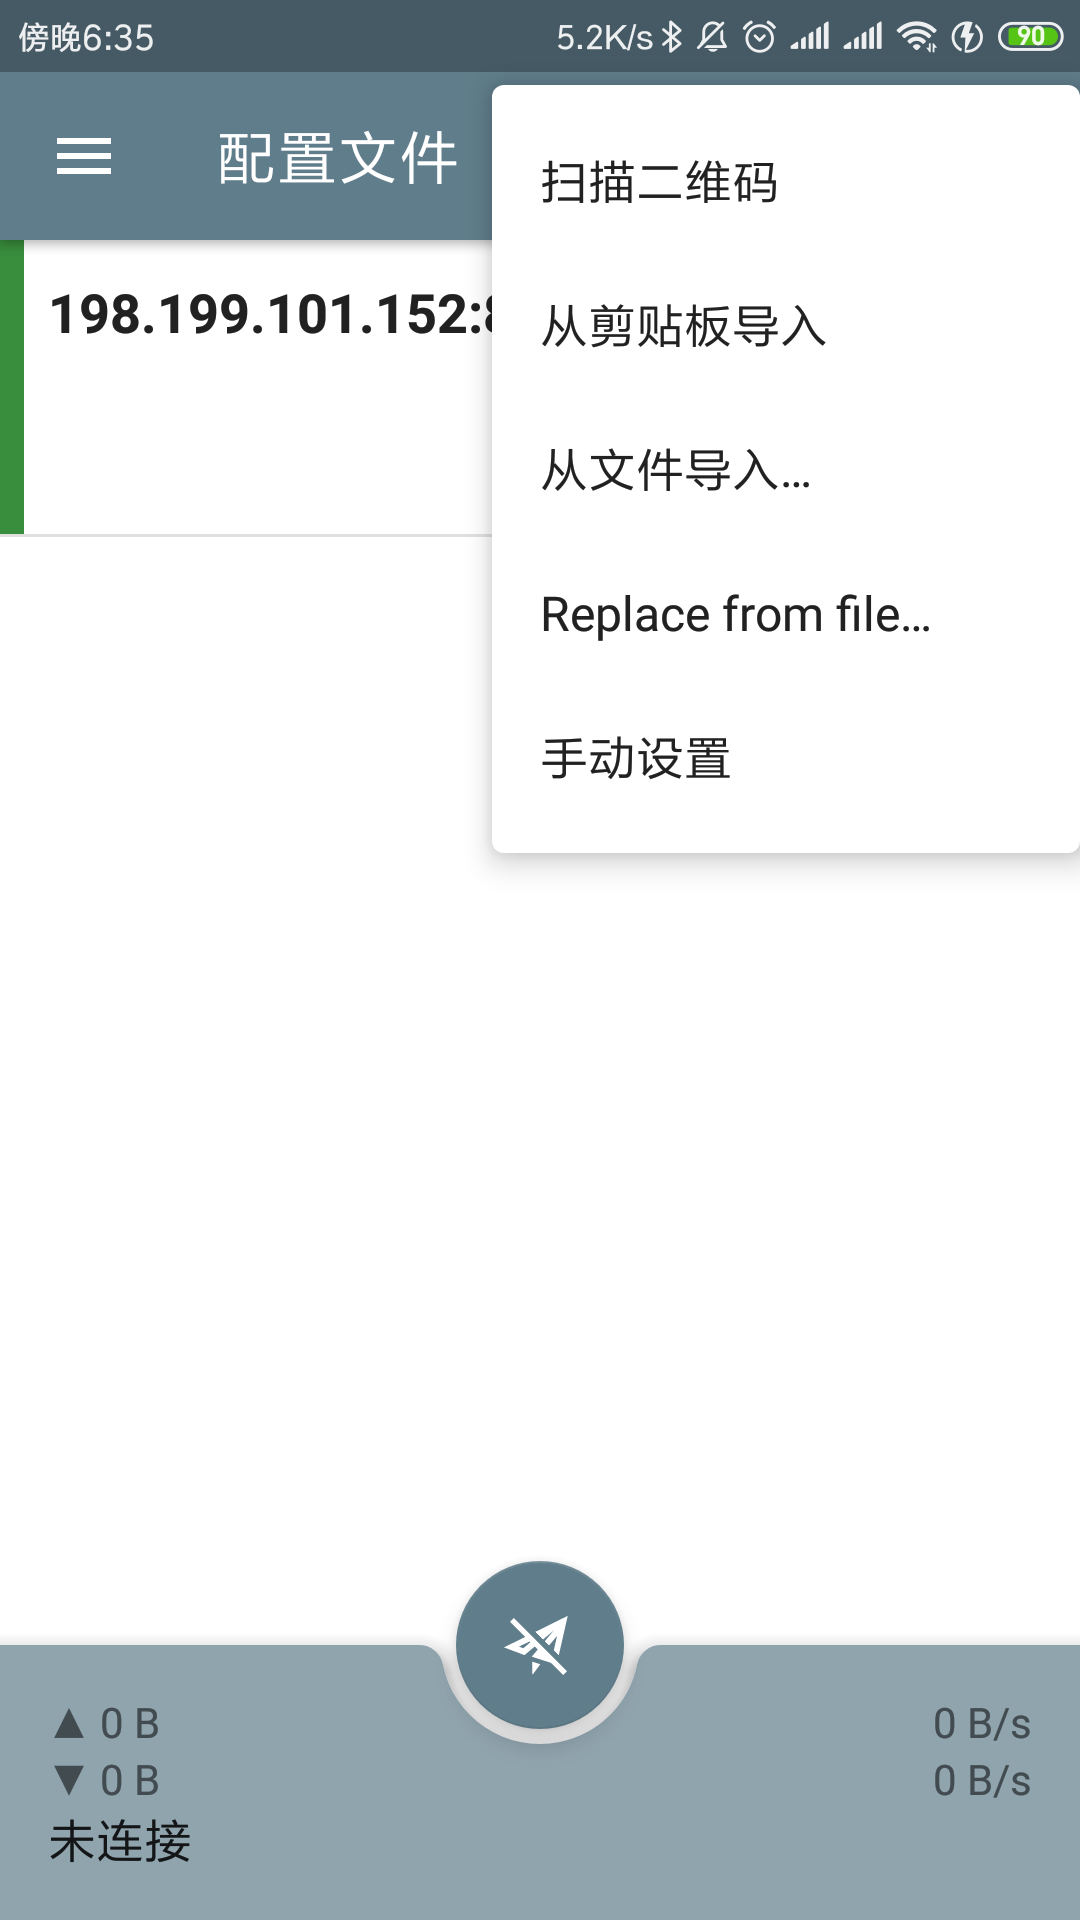 傍晚6:35
5.2K/s
90
配置文件
扫描二维码
198.199.101.152:
从剪贴板导入
从文件导入...
Replace from file...
手动设置
▲ 0 B
0 B/s
▼ 0 B
0 B/s
未连接